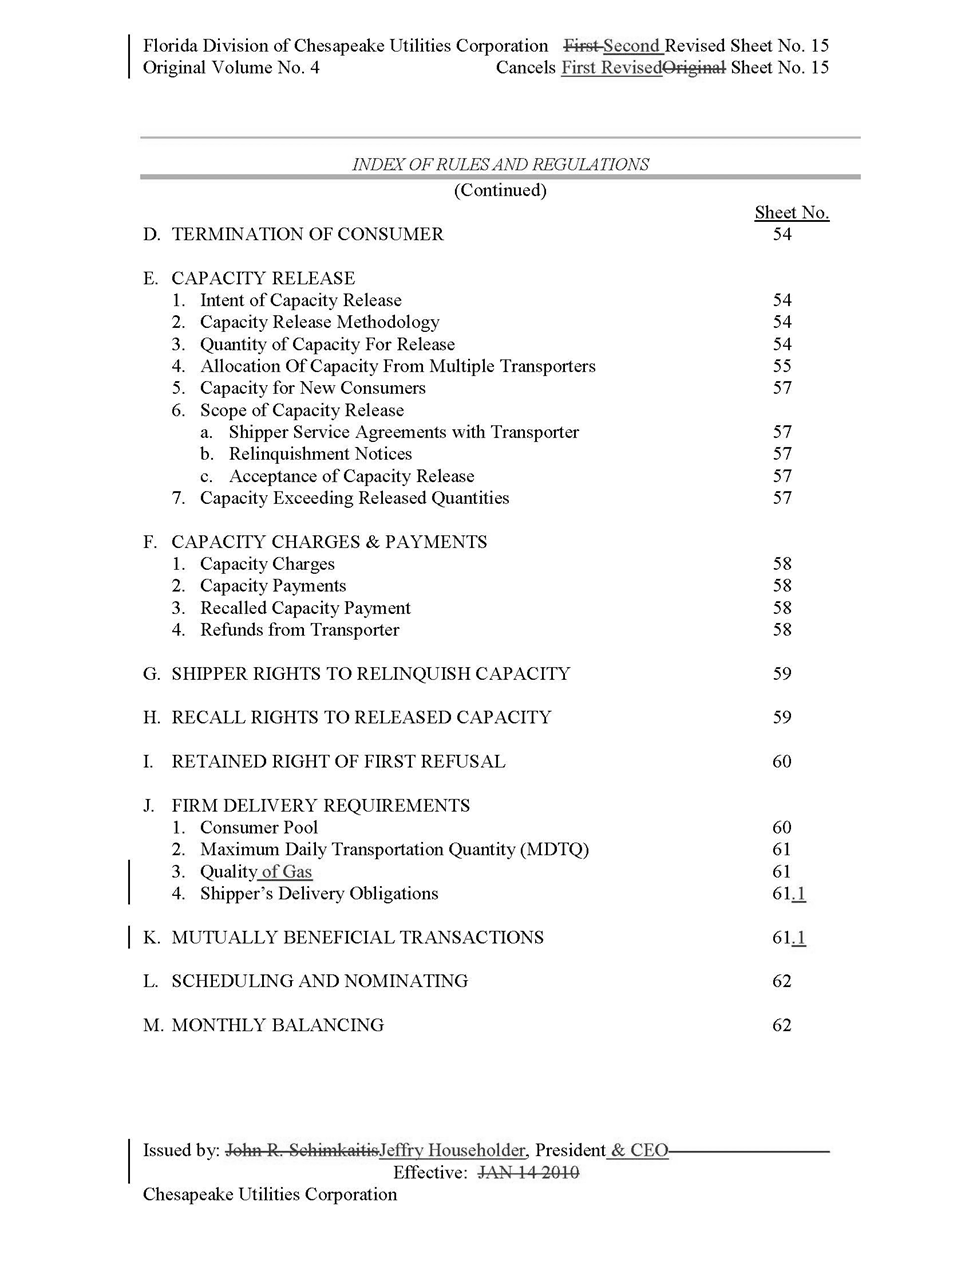 Florida Division of Chesapeake Utilities Corporation First Second Revised Sheet No. 15
Original Volume No. 4 Cancels First RevisedOriginal Sheet No. 15
INDEX OF RULES AND REGULATIONS
(Continued)
Sheet No.
D. TERMINATION OF CONSUMER 54
E. CAPACITY RELEASE
1. Intent of Capacity Release 54
2. Capacity Release Methodology 54
3. Quantity of Capacity For Release 54
4. Allocation Of Capacity From Multiple Transporters 55
5. Capacity for New Consumers 57
6. Scope of Capacity Release
a. Shipper Service Agreements with Transporter 57
b. Relinquishment Notices 57
c. Acceptance of Capacity Release 57
7. Capacity Exceeding Released Quantities 57
F. CAPACITY CHARGES & PAYMENTS
1. Capacity Charges 58
2. Capacity Payments 58
3. Recalled Capacity Payment 58
4. Refunds from Transporter 58
G. SHIPPER RIGHTS TO RELINQUISH CAPACITY 59
H. RECALL RIGHTS TO RELEASED CAPACITY 59
I. RETAINED RIGHT OF FIRST REFUSAL 60
J. FIRM DELIVERY REQUIREMENTS
1. Consumer Pool 60
2. Maximum Daily Transportation Quantity (MDTQ) 61
3. Quality of Gas 61
4. Shipper's Delivery Obligations 61.1
K. MUTUALLY BENEFICIAL TRANSACTIONS 61.1
L. SCHEDULING AND NOMINATING 62
M. MONTHLY BALANCING 62
Issued by: John R. SchimkaitisJeffry Householder, President & CEO
Effective: JAN 14 2010
Chesapeake Utilities Corporation